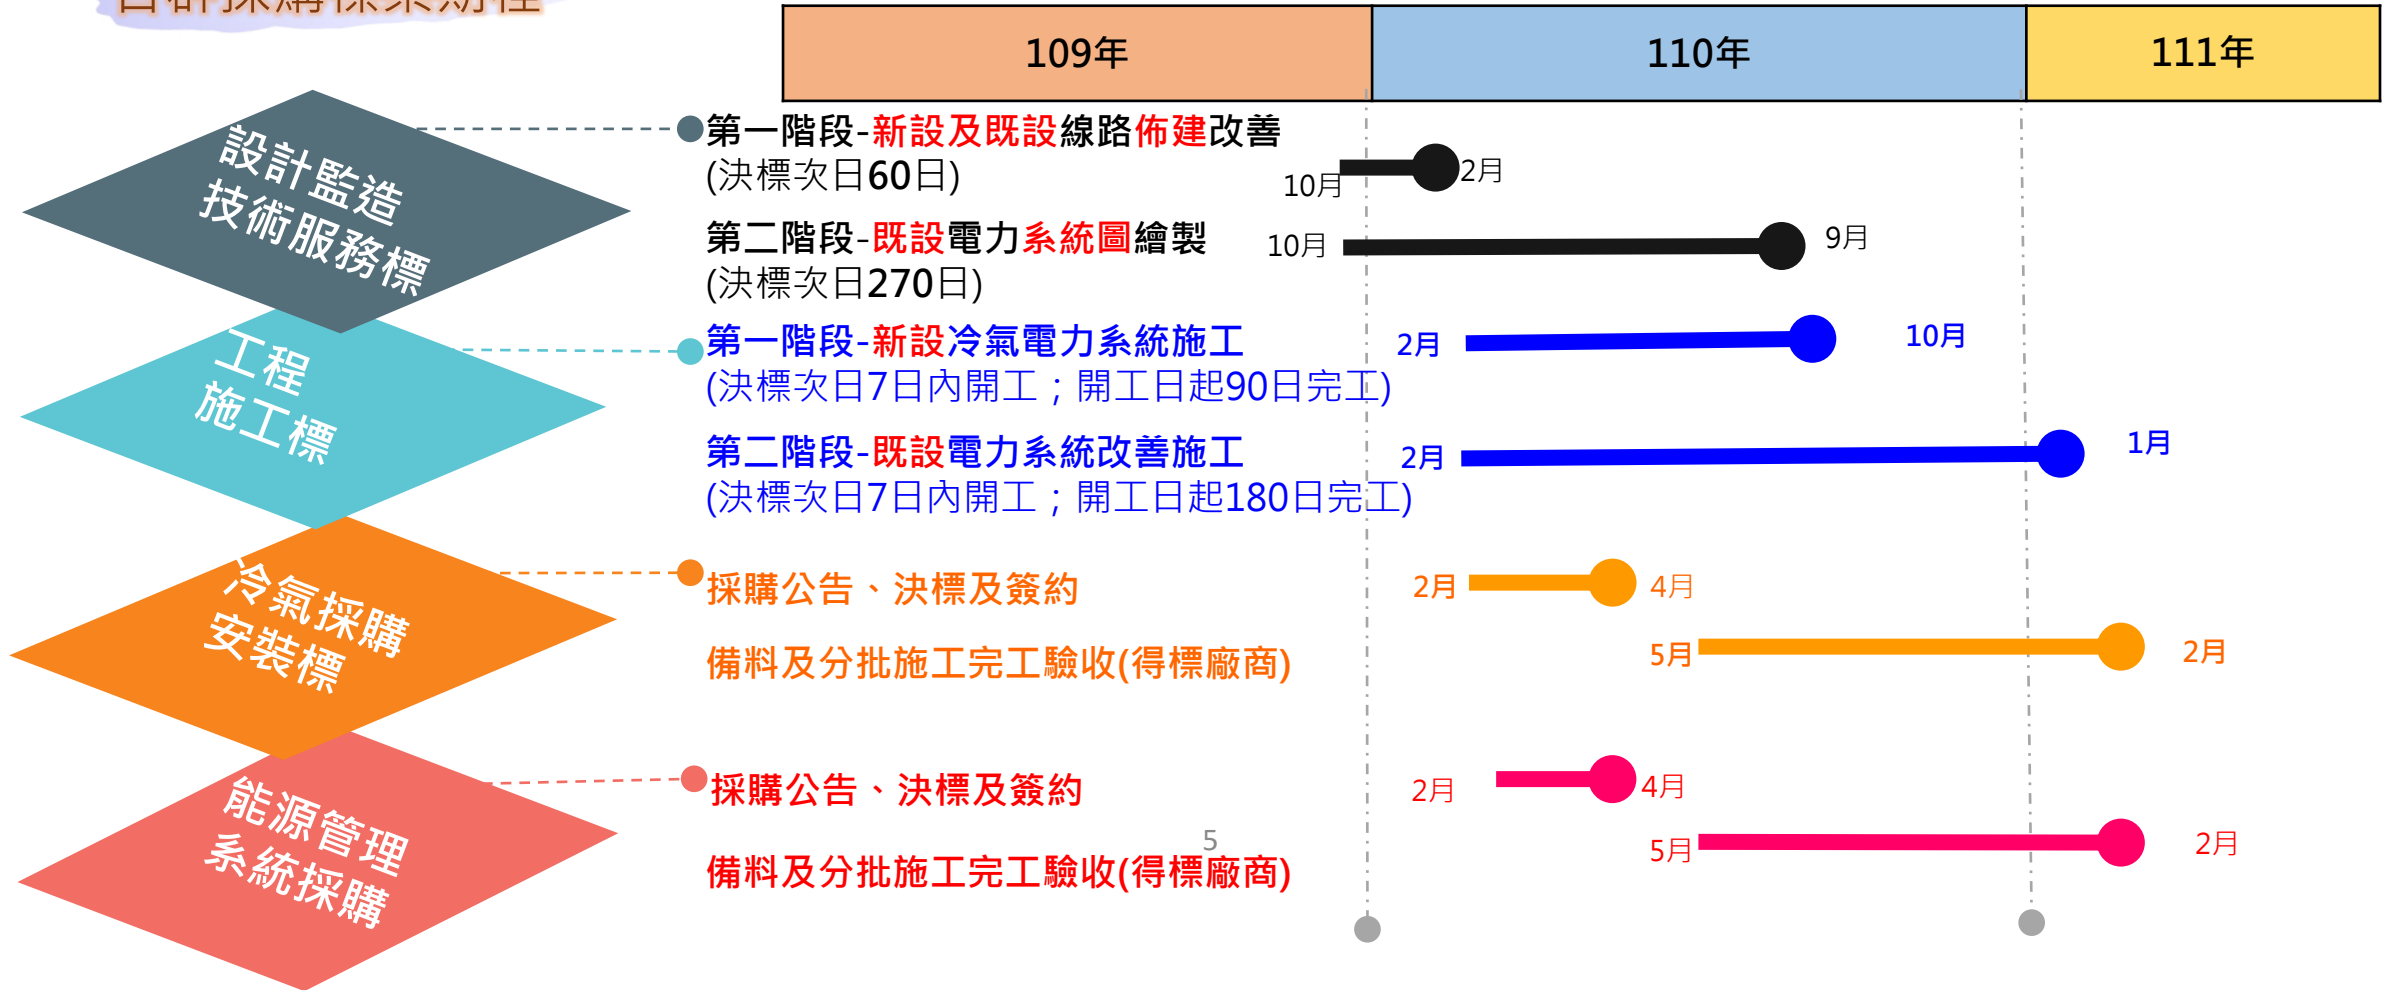 109年
110年
111年
設計監造
技術服務標
第一階段-新設及既設線路佈建改善
(決標次日60日)
10月
2月
第二階段-既設電力系統圖繪製
(決標次日270日)
10月
9月
工程
施工標
第一階段-新設冷氣電力系統施工
(決標次日7日內開工；開工日起90日完工)
2月
10月
第二階段-既設電力系統改善施工
(決標次日7日內開工；開工日起180日完工)
2月
1月
冷氣採購
安裝標
採購公告、決標及簽約
2月
4月
備料及分批施工完工驗收(得標廠商)
5月
2月
能源管理
系統採購
採購公告、決標及簽約
2月
4月
5
備料及分批施工完工驗收(得標廠商)
5月
2月